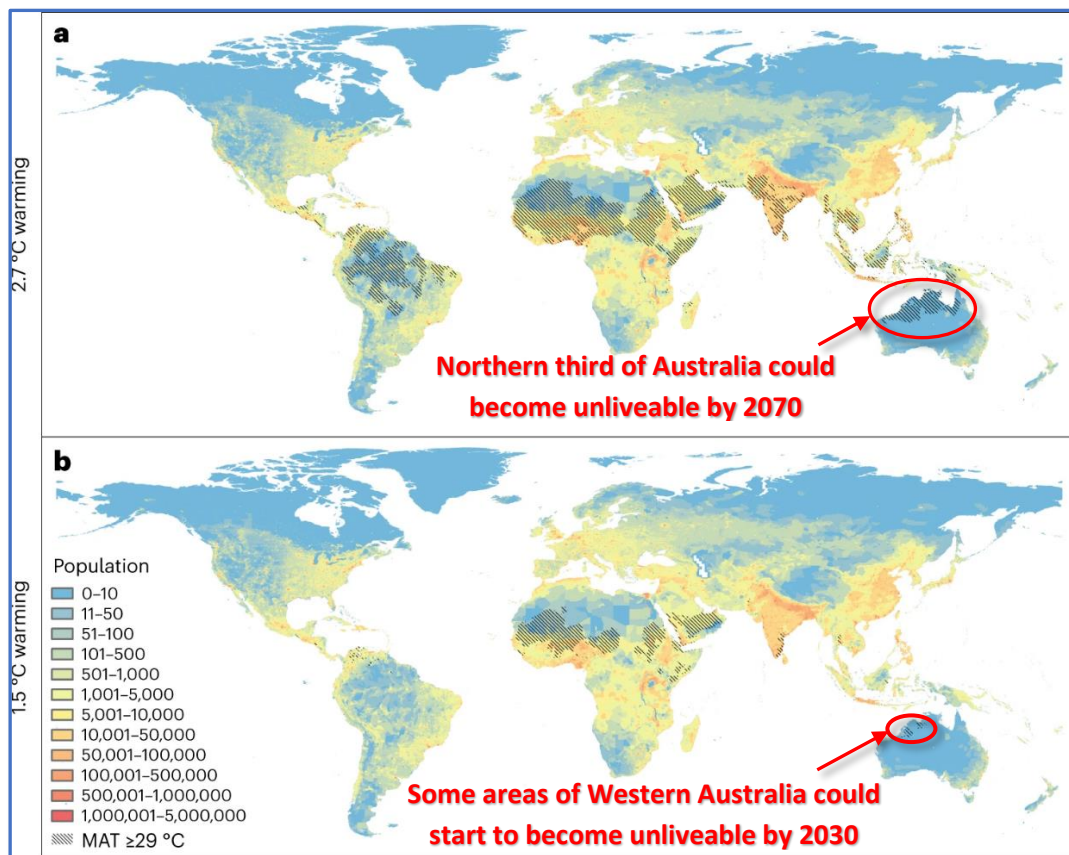 a
2.7 °C warming
Northern third of Australia could
become unliveable by 2070
b
1.5 °C warming
Population
0–10
11–50
51–100
101–500
501–1,000
1,001–5,000
5,001–10,000
10,001–50,000
50,001–100,000
100,001–500,000
500,001–1,000,000
1,000,001–5,000,000
MAT ≥29 °C
Some areas of Western Australia could
start to become unliveable by 2030